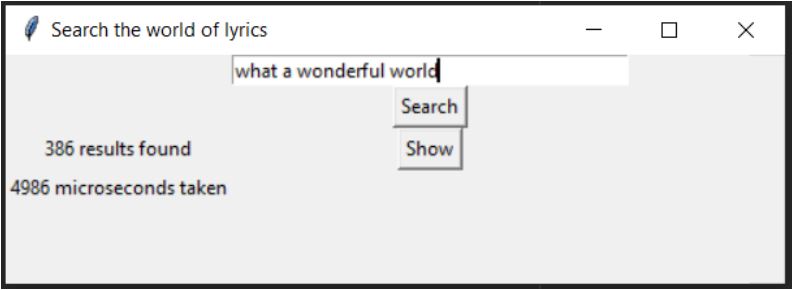 Search the world of lyrics
what a wonderful world
Search
386 results found
Show
4986 microseconds taken